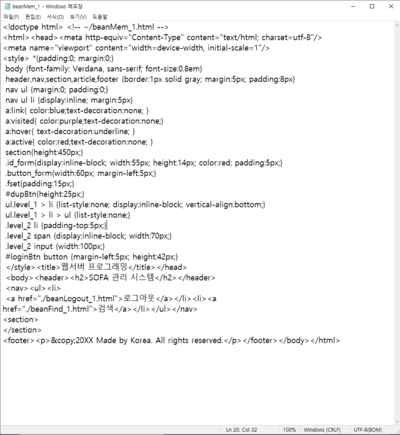 beanMem_1 - Windows 메모장
파일(F) 편집(E) 서식(O) 보기(V) 도움말
<!doctype html> <!-- ~/beanMem_1.html -->
<html><head><meta http-equiv="Content-Type" content="text/html; charset=utf-8"/>
<meta name="viewport" content="width=device-width, initial-scale=1"/>
<style> *{padding:0; margin:0;}
body {font-family: Verdana, sans-serif; font-size:0.8em}
header,nav,section,article,footer {border:1px solid gray; margin:5px; padding:8px}
nav ul {margin:0; padding:0;}
nav ul li {display:inline; margin:5px}
a:link{ color:blue;text-decoration:none; }
a:visited{ color:purple;text-decoration:none;}
a:hover{ text-decoration:underline; }
a:active{ color:red;text-decoration:none; }
section{height:450px;}
.id_form{display:inline-block; width:55px; height:14px; color:red; padding:5px;}
.button_form{width:60px; margin-left:5px;}
.fset{padding:15px;}
#dupBtn{height:25px;}
ul.level_1 > li {list-style:none; display:inline-block; vertical-align:bottom;}
ul.level_1 > li > ul {list-style:none;}
.level_2 li {padding-top:5px;}
.level_2 span {display:inline-block; width:70px;}
.level_2 input {width:100px;}
#loginBtn button {margin-left:5px; height:42px;}
</style><title>웹서버 프로그래밍</title></head>
<body><header><h2>SOFA 관리 시스템</h2></header>
<nav><ul><li>
<a href="./beanLogout_1.html">로그아웃</a></li><li><a
href="./beanFind_1.html">검색</a></li></ul></nav>
<section>
</section>
<footer><p>&copy;20XX Made by Korea. All rights reserved.</p></footer></body></html>
Ln 20, Col 32 100% Windows (CRLF) UTF-8(BOM)